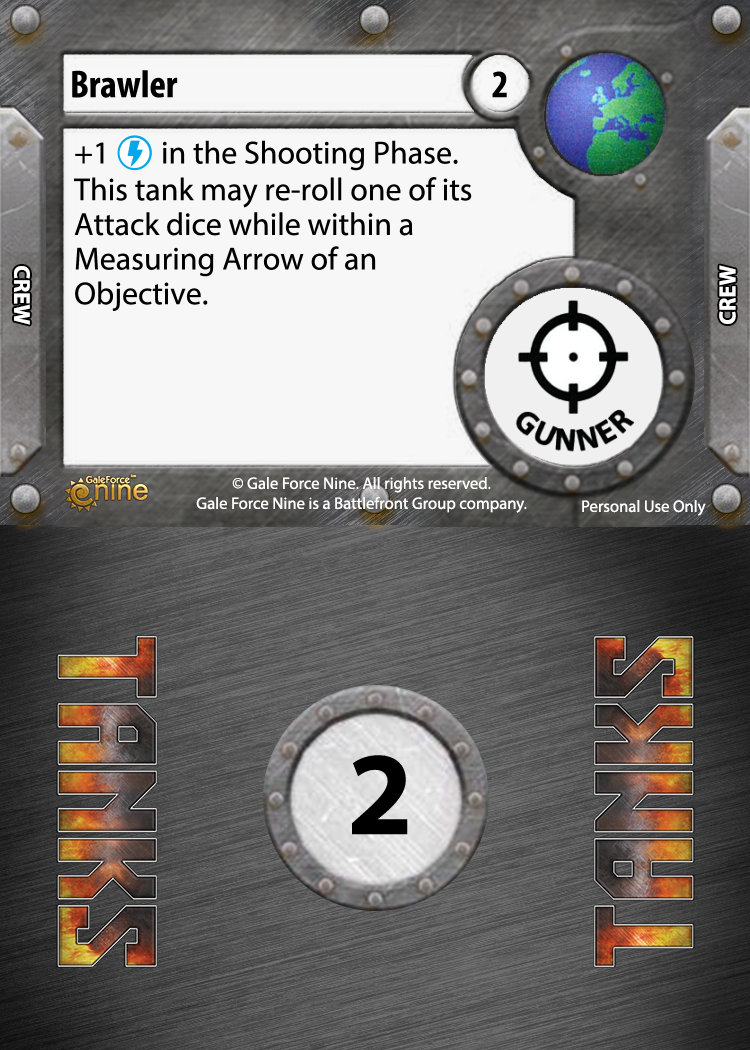 Brawler
2
+1 in the Shooting Phase.
This tank may re-roll one of its
Attack dice while within a
Measuring Arrow of an
Objective.
CREW
CREW
GUNNER
GaleForce™
nine
© Gale Force Nine. All rights reserved.
Gale Force Nine is a Battlefront Group company.
Personal Use Only
TANKS
2
TANKS